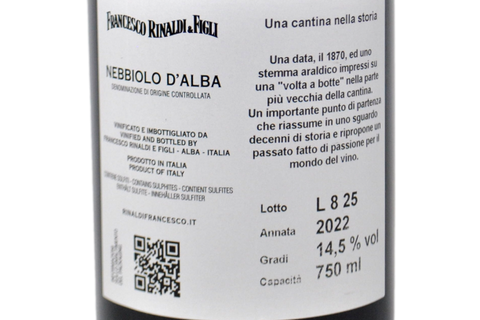 FRANCESCO RINALDI & FIGLI
NEBBIOLO D'ALBA
DENOMINAZIONE DI ORIGINE CONTROLLATA
VINIFICATO E IMBOTTIGLIATO DA
VINIFIED AND BOTTLED BY
FRANCESCO RINALDI E FIGLI - ALBA - ITALIA
PRODOTTO IN ITALIA
PRODUCT OF ITALY
CONTIENE SOLFITI - CONTAINS SULPHITES - CONTIENT SULFITES
ENTHÄLT SULFITE - INNEHÅLLER SULFITER
RINALDIFRANCESCO.IT
Una cantina nella storia
Una data, il 1870, ed uno
stemma araldico impressi su
una "volta a botte" nella parte
più vecchia della cantina.
Un importante punto di partenza
che riassume in uno sguardo
decenni di storia e ripropone un
passato fatto di passione per il
mondo del vino.
Lotto L 8 25
Annata 2022
Gradi 14,5 % vol
Capacità 750 ml